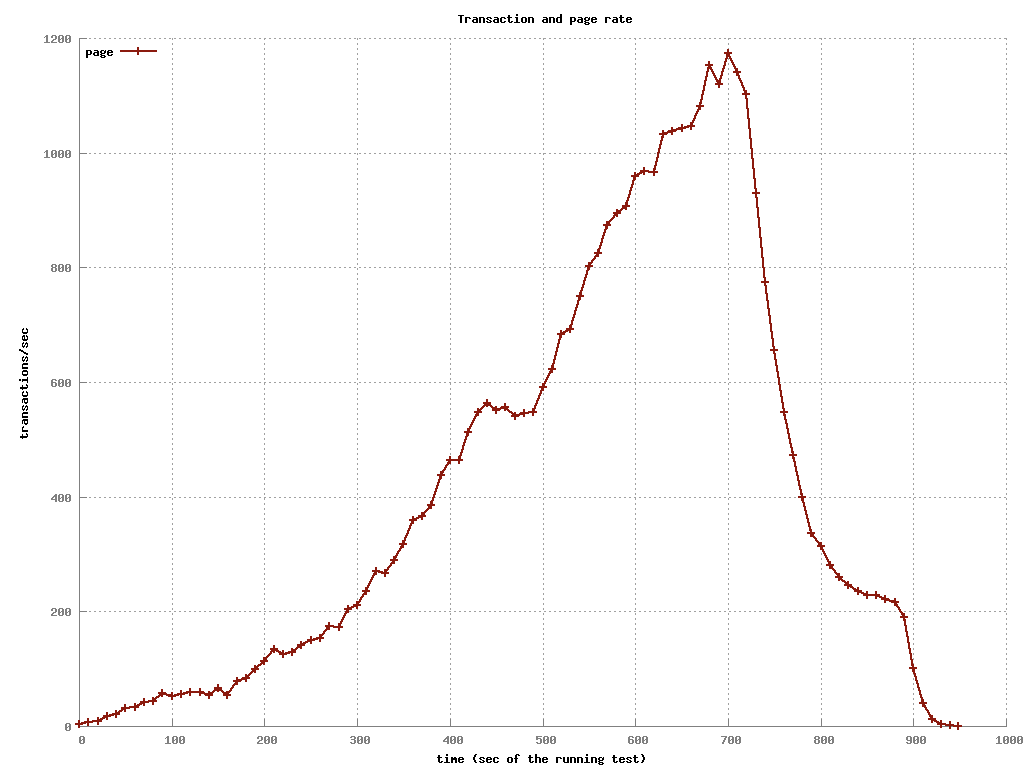 Transaction and page rate
page
1200
1000
800
600
400
200
0
transactions/sec
0 100 200 300 400 500 600 700 800 900 1000
time (sec of the running test)